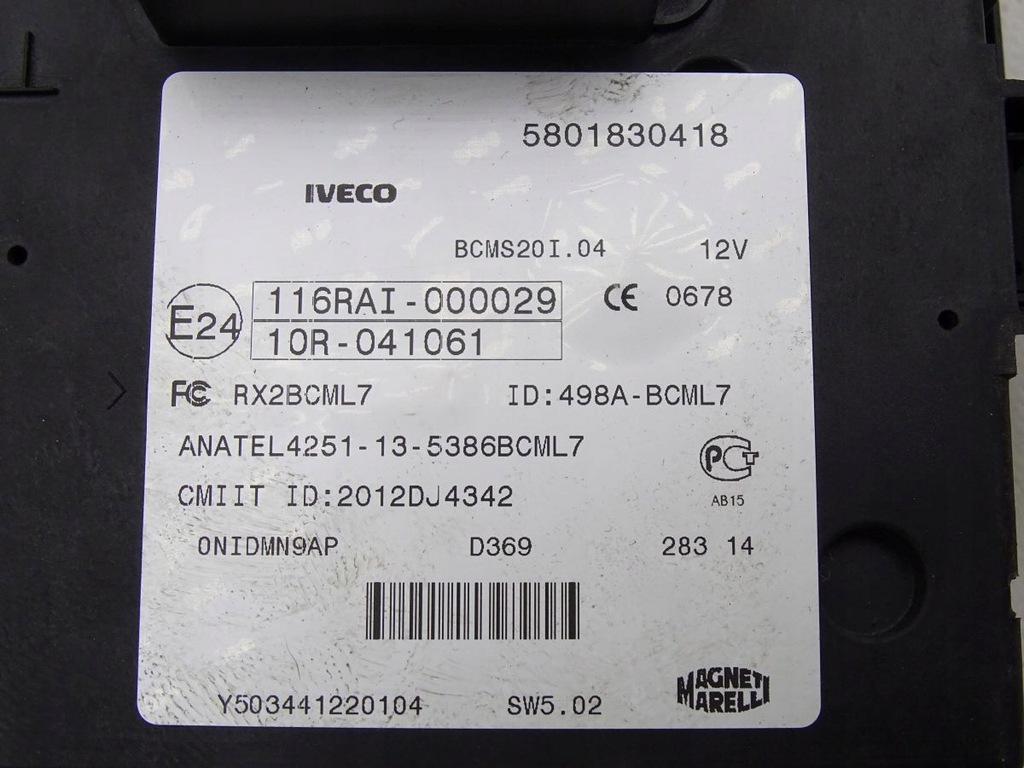 5801830418
IVECO
BCMS20I.04 12V
E24 116RAI-000029 CE 0678
10R-041061
FC RX2BCML7 ID:498A-BCML7
ANATEL4251-13-5386BCML7
PCT
CMIIT ID:2012DJ4342 AB15
0NIDMN9AP D369 283 14
Y503441220104 SW5.02
MAGNETI
MARELLI